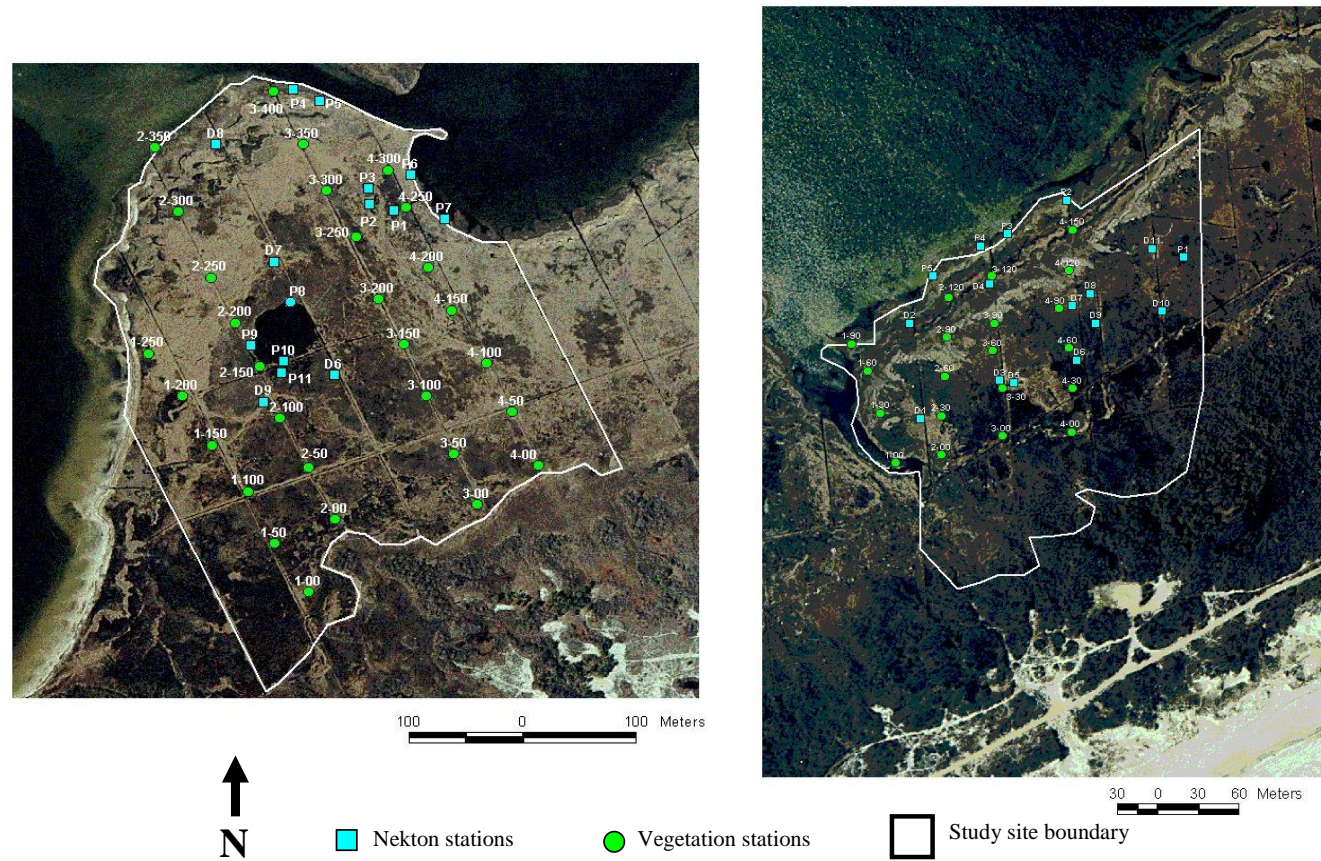 3-400
P4
P5
2-350
D8
3-350
4-300
P6
3-300
P3
2-300
4-250
P2
P1
P7
3-250
D7
2-250
4-200
P8
3-200
2-200
4-150
P9
3-150
1-250
P10
4-100
2-150
P11
D6
1-200
D9
2-100
3-100
4-50
1-150
2-50
3-50
4-00
1-100
3-00
2-00
1-50
1-00
100 0 100 Meters
P2
P3
4-150
P4
D11
P1
P5
3-120
4-120
D4
2-120
D8
D7
4-90
D10
D2
3-90
D9
1-90
2-90
3-60
4-60
D6
1-60
2-60
D3
D5
4-30
3-30
1-30
D1
2-30
3-00
4-00
2-00
1-00
30 0 30 60 Meters
N
Nekton stations
Vegetation stations
Study site boundary